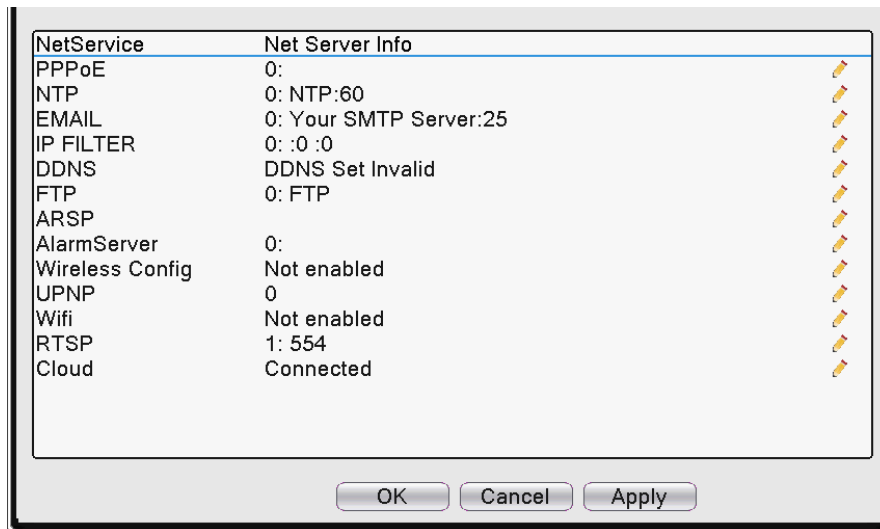 NetService Net Server Info
PPPoE 0:
NTP 0: NTP:60
EMAIL 0: Your SMTP Server:25
IP FILTER 0: :0 :0
DDNS DDNS Set Invalid
FTP 0: FTP
ARSP
AlarmServer 0:
Wireless Config Not enabled
UPNP 0
Wifi Not enabled
RTSP 1: 554
Cloud Connected
OK Cancel Apply